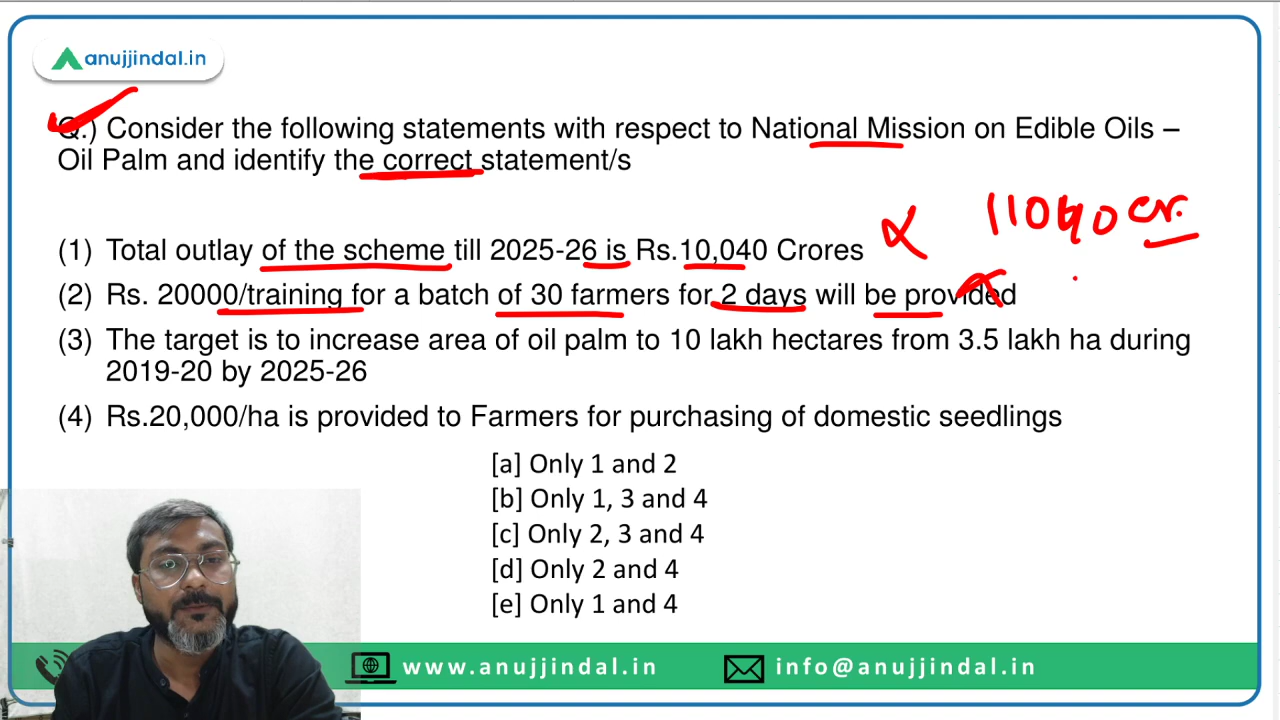 anujjindal.in
Q.) Consider the following statements with respect to National Mission on Edible Oils –
Oil Palm and identify the correct statement/s
11040 cr.
(1) Total outlay of the scheme till 2025-26 is Rs.10,040 Crores
(2) Rs. 20000/training for a batch of 30 farmers for 2 days will be provided
(3) The target is to increase area of oil palm to 10 lakh hectares from 3.5 lakh ha during
2019-20 by 2025-26
(4) Rs.20,000/ha is provided to Farmers for purchasing of domestic seedlings
[a] Only 1 and 2
[b] Only 1, 3 and 4
[c] Only 2, 3 and 4
[d] Only 2 and 4
[e] Only 1 and 4
www.anujjindal.in
info@anujjindal.in